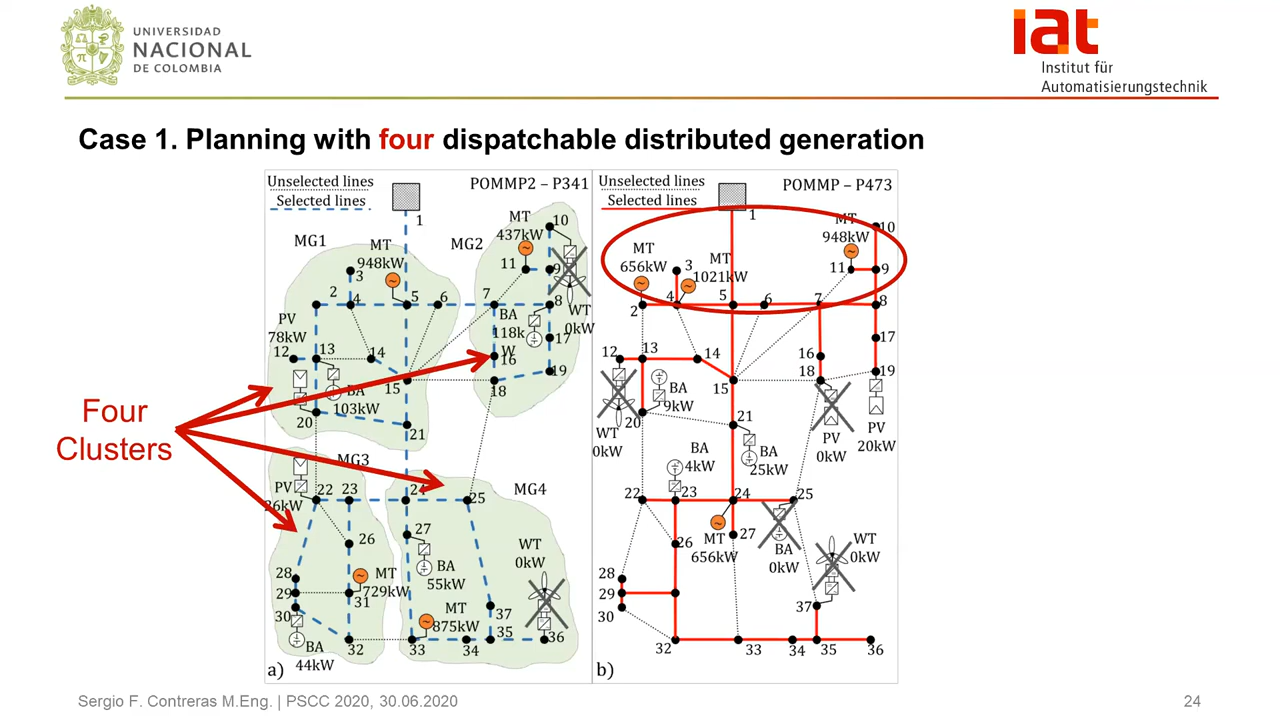 UNIVERSIDAD
NACIONAL
DE COLOMBIA
iat
Institut für
Automatisierungstechnik
Case 1. Planning with four dispatchable distributed generation
Unselected lines
Selected lines
POMMP2 – P341
1
MG1
MT
948kW
MG2
MT
437kW
10
11
9
3
2
4
5
6
7
8
WT
0kW
PV
78kW
BA
118k
W
12
13
14
15
16
17
18
19
BA
103kW
20
21
Four
Clusters
MG3
PV
36kW
22
23
24
25
MG4
26
27
BA
55kW
WT
0kW
28
29
30
MT
729kW
31
MT
875kW
BA
44kW
32
33
34
35
36
37
a)
Unselected lines
Selected lines
POMMP – P473
1
MT
656kW
3
MT
1021kW
MT
948kW
10
11
9
2
4
5
6
7
8
12
13
14
15
16
17
18
19
WT
0kW
BA
9kW
20
21
PV
0kW
PV
20kW
BA
4kW
BA
25kW
22
23
24
25
26
MT
656kW
27
BA
0kW
WT
0kW
28
29
30
37
32
33
34
35
36
b)
Sergio F. Contreras M.Eng. | PSCC 2020, 30.06.2020
24